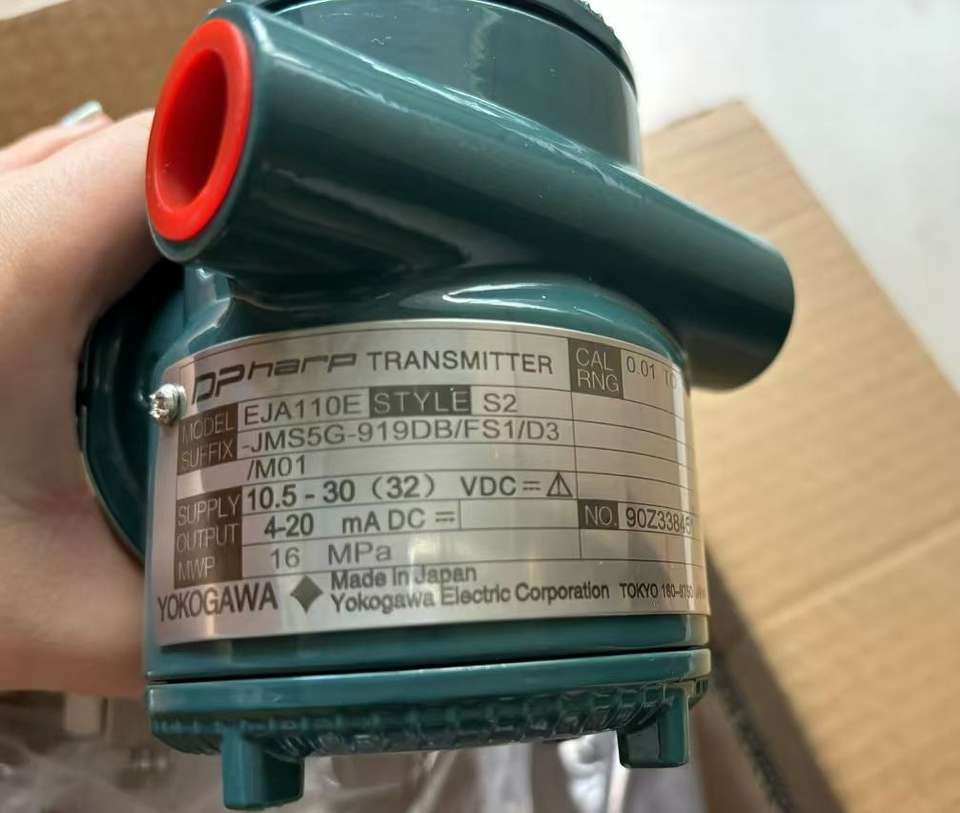 DPharp TRANSMITTER
CAL RNG 0.01 TO
MODEL EJA110E STYLE S2
SUFFIX -JMS5G-919DB/FS1/D3
/M01
SUPPLY 10.5 - 30 (32) VDC ⎓ ⚠
OUTPUT 4-20 mA DC ⎓
NO.
MWP 16 MPa
YOKOGAWA ◆ Made in Japan
Yokogawa Electric Corporation TOKYO